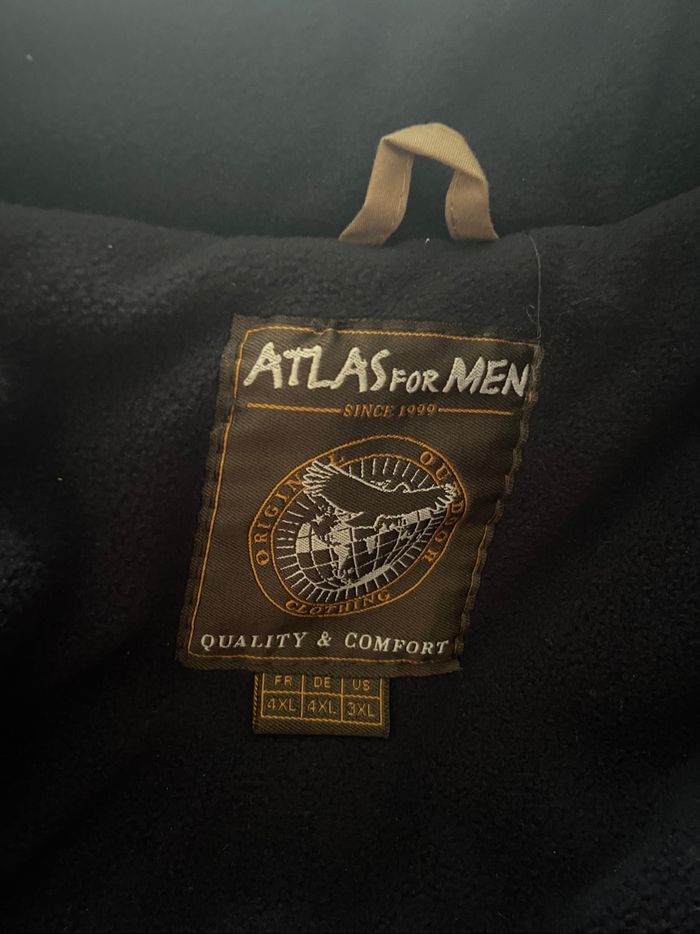 ATLAS FOR MEN
SINCE 1999
ORIGINAL OUTDOOR
CLOTHING
QUALITY & COMFORT
FR DE US
4XL 4XL 3XL